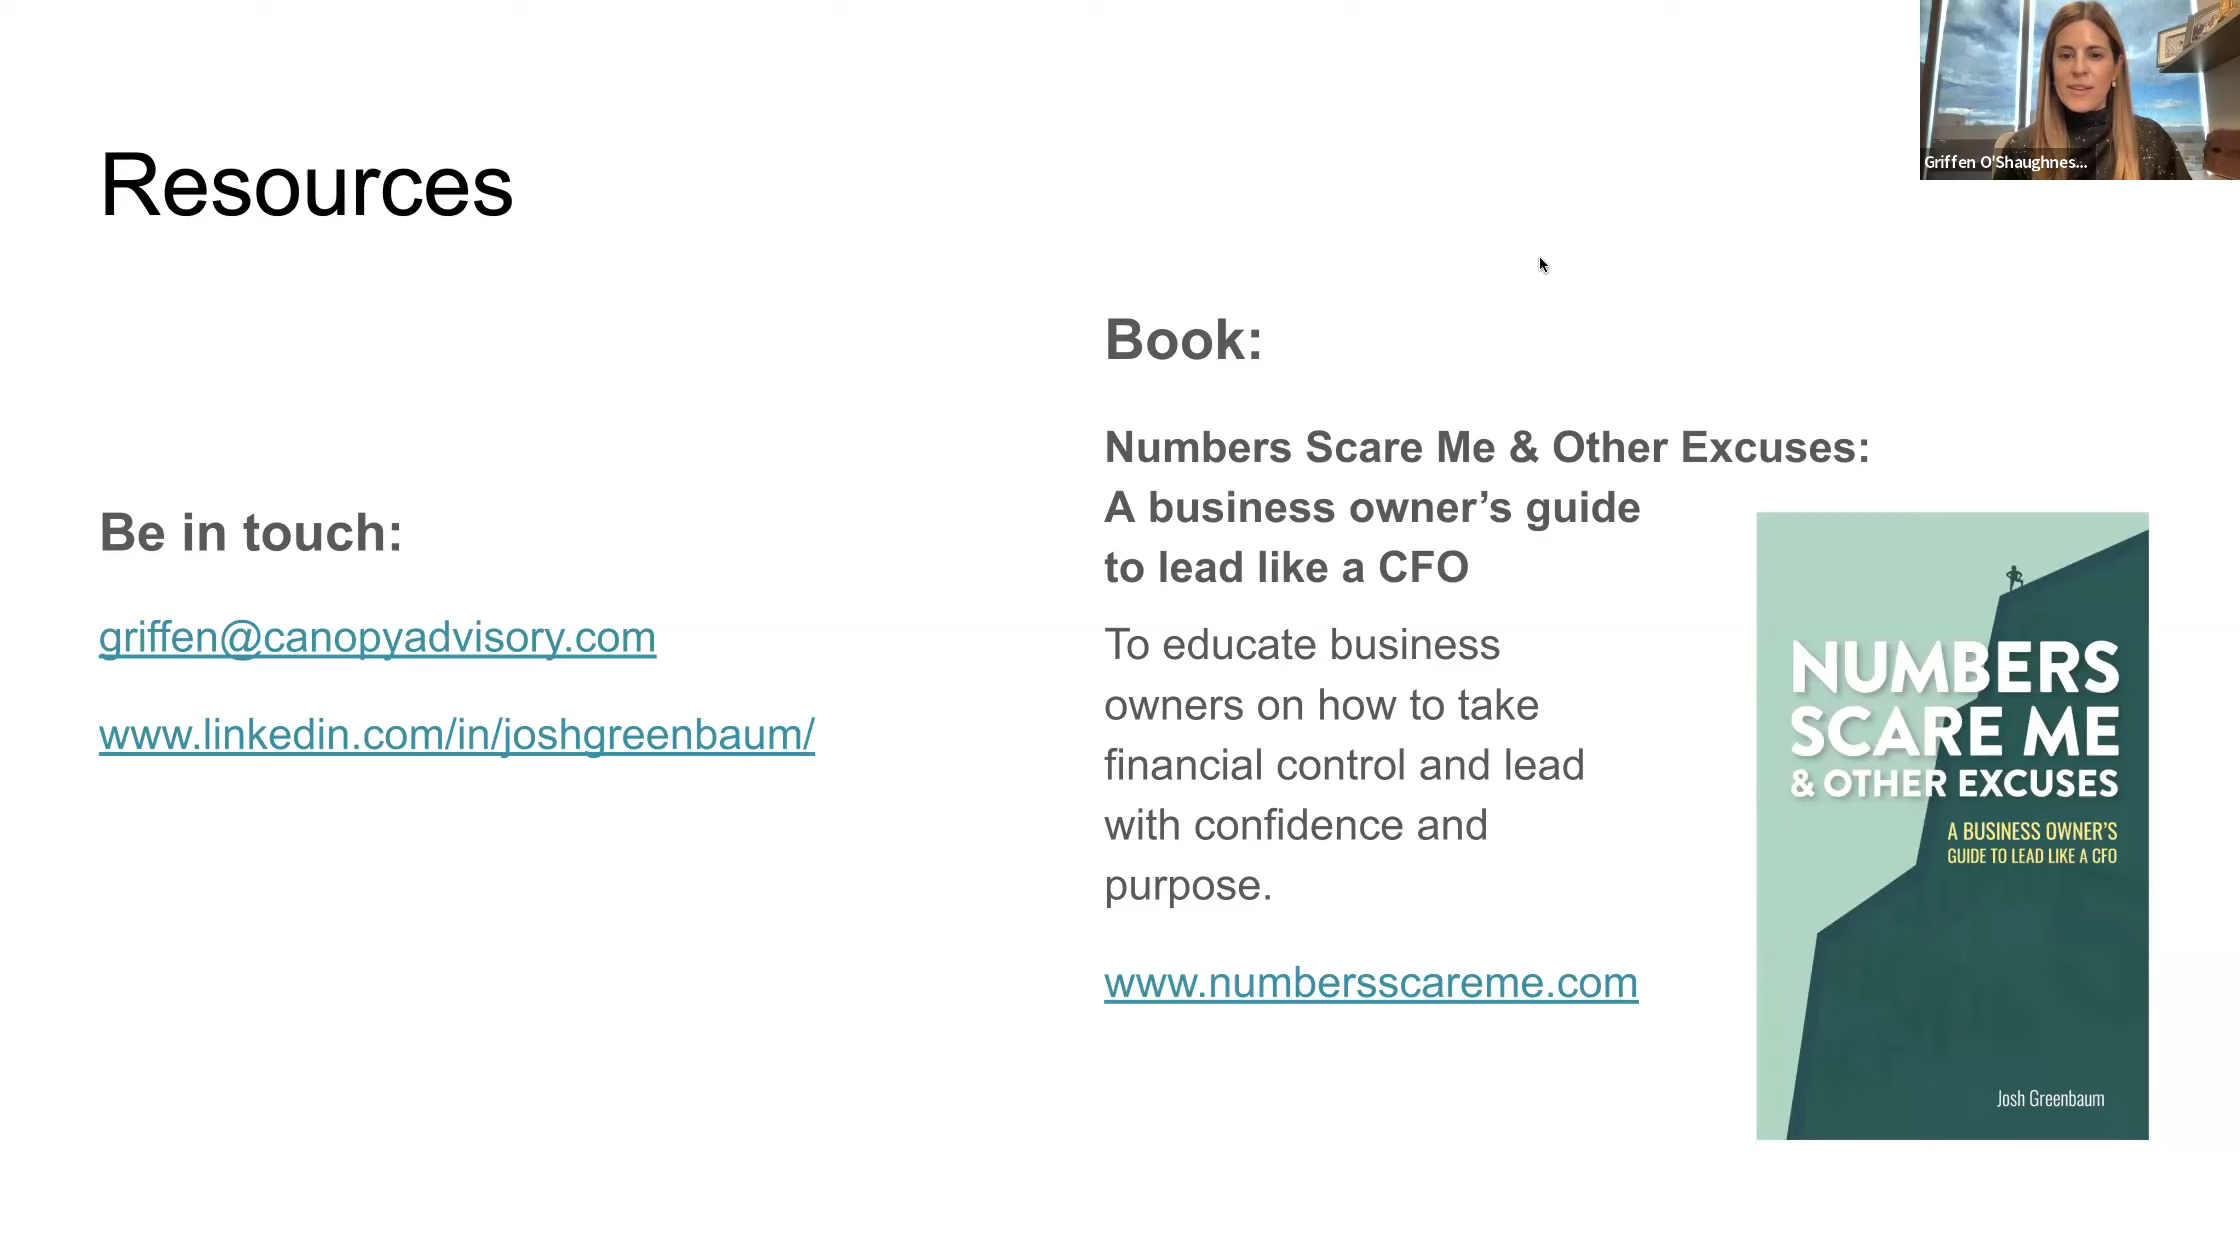 Griffen O'Shaughnes...
Resources
Be in touch:
griffen@canopyadvisory.com
www.linkedin.com/in/joshgreenbaum/
Book:
Numbers Scare Me & Other Excuses:
A business owner’s guide
to lead like a CFO
To educate business
owners on how to take
financial control and lead
with confidence and
purpose.
www.numbersscareme.com
NUMBERS
SCARE ME
& OTHER EXCUSES
A BUSINESS OWNER'S
GUIDE TO LEAD LIKE A CFO
Josh Greenbaum